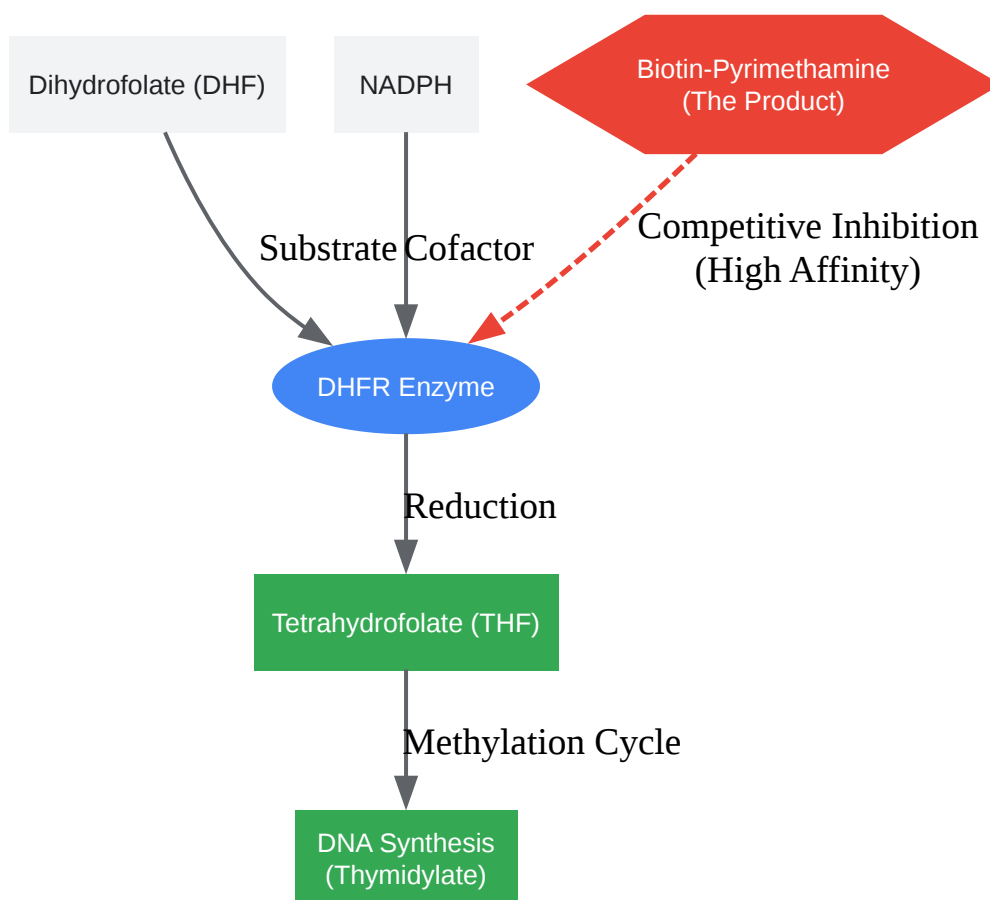 Dihydrofolate (DHF)
NADPH
Biotin-Pyrimethamine
(The Product)
Substrate
Cofactor
Competitive Inhibition
(High Affinity)
DHFR Enzyme
Reduction
Tetrahydrofolate (THF)
Methylation Cycle
DNA Synthesis
(Thymidylate)